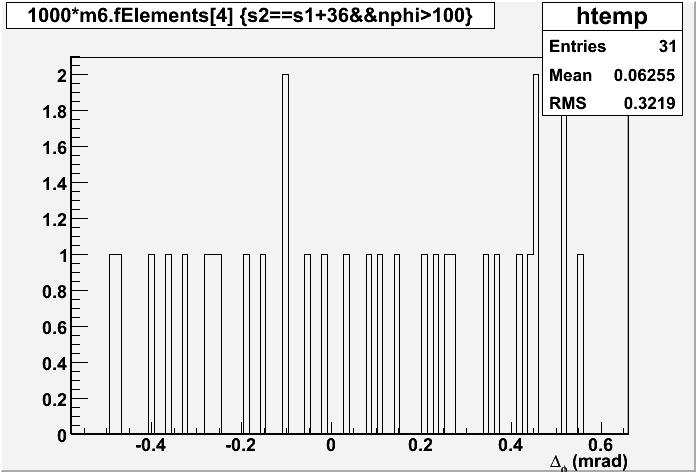 1000*m6.fElements[4] {s2==s1+36&&nphi>100}
htemp
Entries 31
Mean 0.06255
RMS 0.3219
2
1.8
1.6
1.4
1.2
1
0.8
0.6
0.4
0.2
0
-0.4 -0.2 0 0.2 0.4 0.6
Δϕ (mrad)